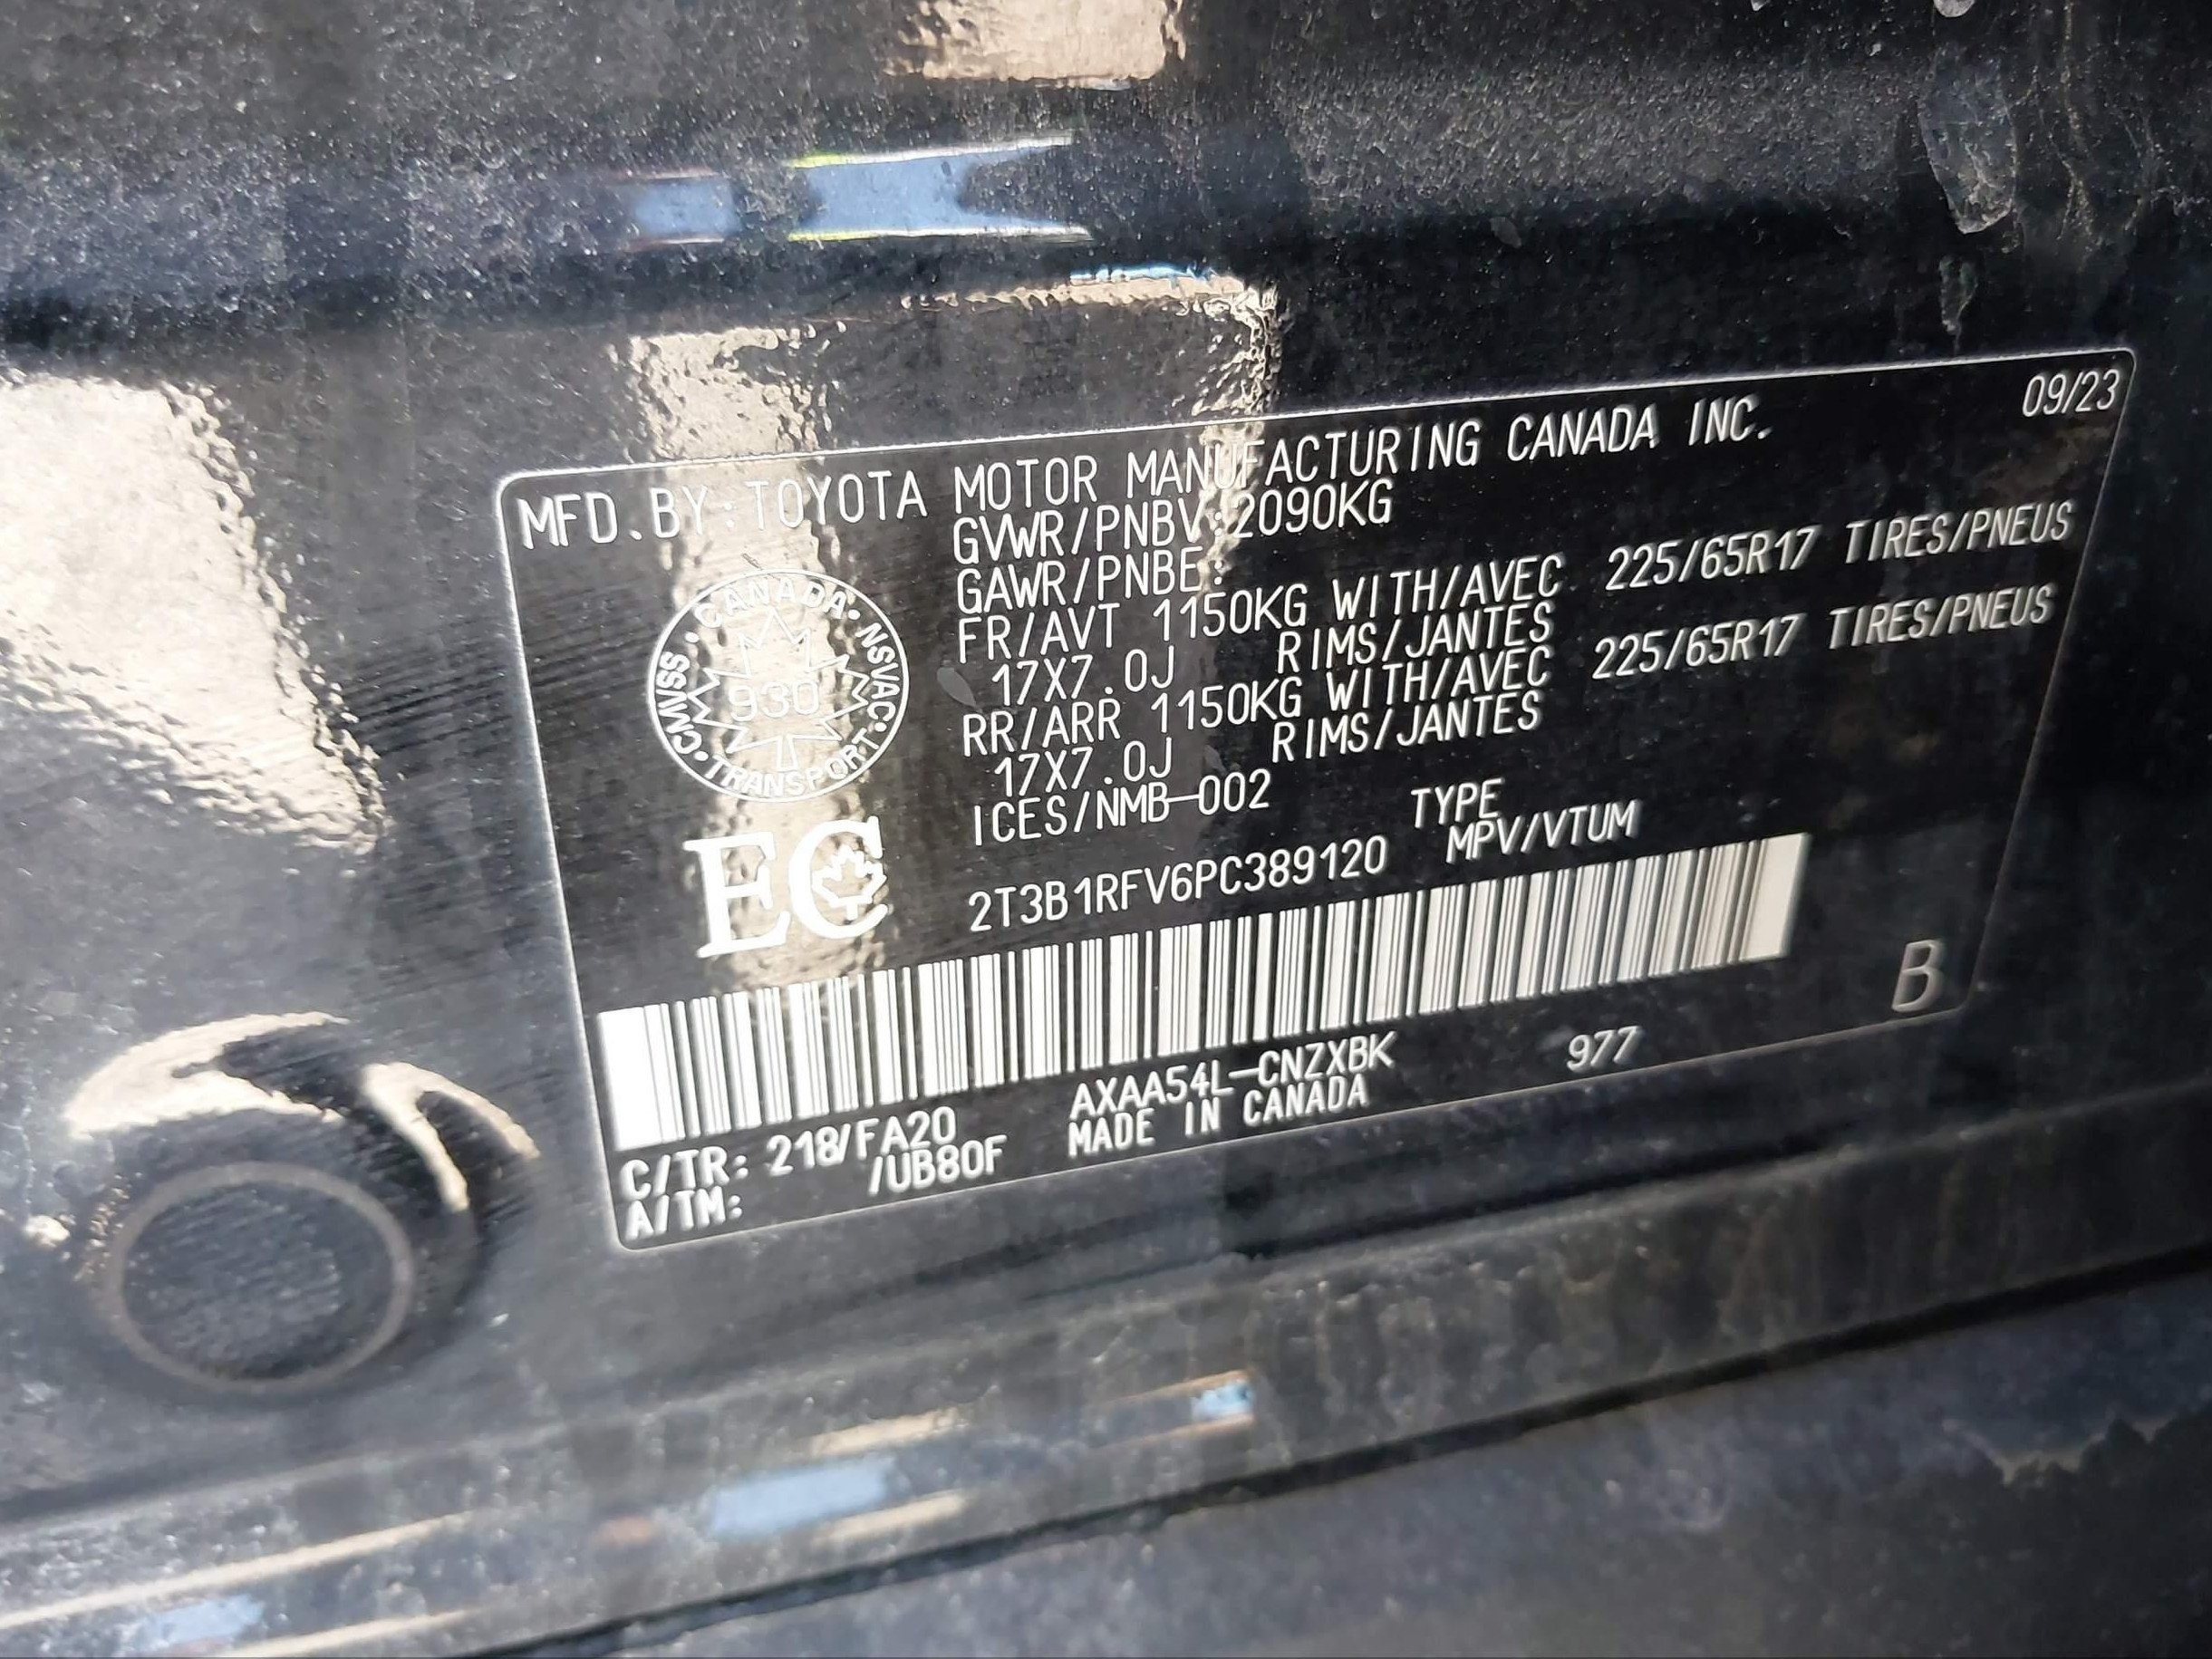 09/23
MFD.BY:TOYOTA MOTOR MANUFACTURING CANADA INC.
GVWR/PNBV:2090KG
GAWR/PNBE:
FR/AVT 1150KG WITH/AVEC 225/65R17 TIRES/PNEUS
17X7.0J RIMS/JANTES
RR/ARR 1150KG WITH/AVEC 225/65R17 TIRES/PNEUS
17X7.0J RIMS/JANTES
ICES/NMB-002
CANADA • NSVAC • TRANSPORT • CMVSS •
930
EC
TYPE
2T3B1RFV6PC389120 MPV/VTUM
B
C/TR: 218/FA20 AXAA54L-CNZXBK 977
A/TM: /UB80F MADE IN CANADA